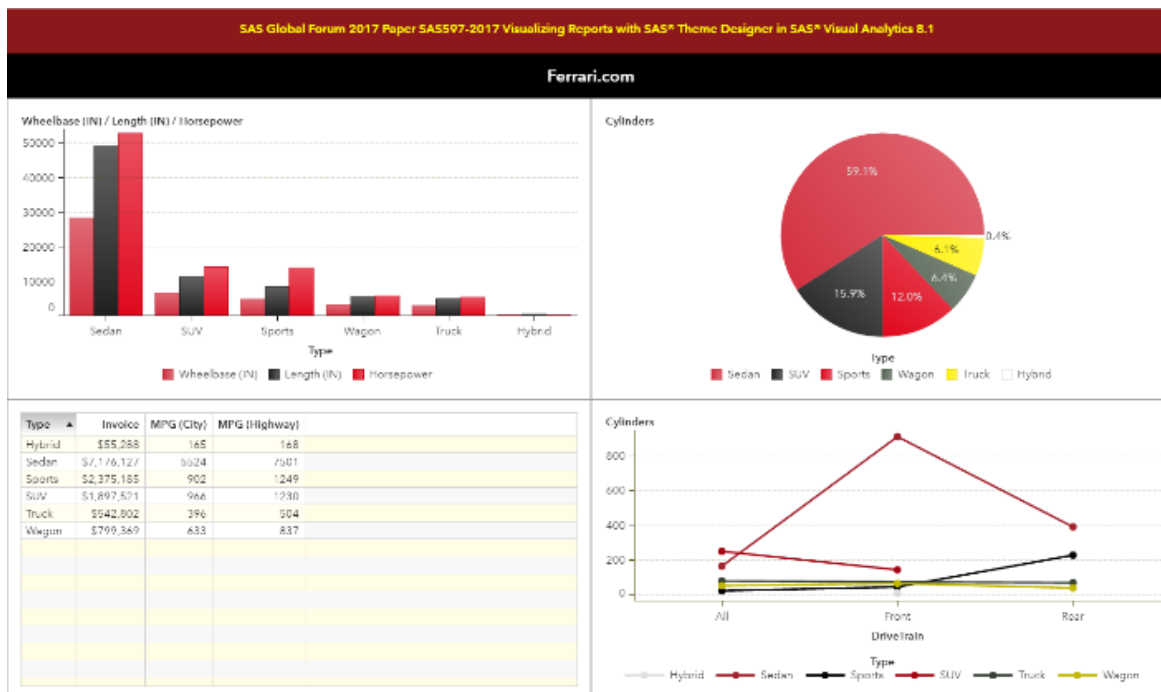 SAS Global Forum 2017 Paper SAS597-2017 Visualizing Reports with SAS® Theme Designer in SAS® Visual Analytics 8.1
Ferrari.com
Wheelbase (IN) / Length (IN) / Horsepower
50000
40000
30000
20000
10000
0
Sedan SUV Sports Wagon Truck Hybrid
Type
Wheelbase (IN) Length (IN) Horsepower
Cylinders
59.1%
0.4%
6.1%
6.4%
12.0%
15.9%
Type
Sedan SUV Sports Wagon Truck Hybrid
Type Invoice MPG (City) MPG (Highway)
Hybrid $55,288 165 168
Sedan $7,176,127 5524 7501
Sports $2,375,185 902 1249
SUV $1,897,521 966 1230
Truck $542,802 396 504
Wagon $799,369 633 837
Cylinders
800
600
400
200
0
All Front Rear
DriveTrain
Type
Hybrid Sedan Sports SUV Truck Wagon